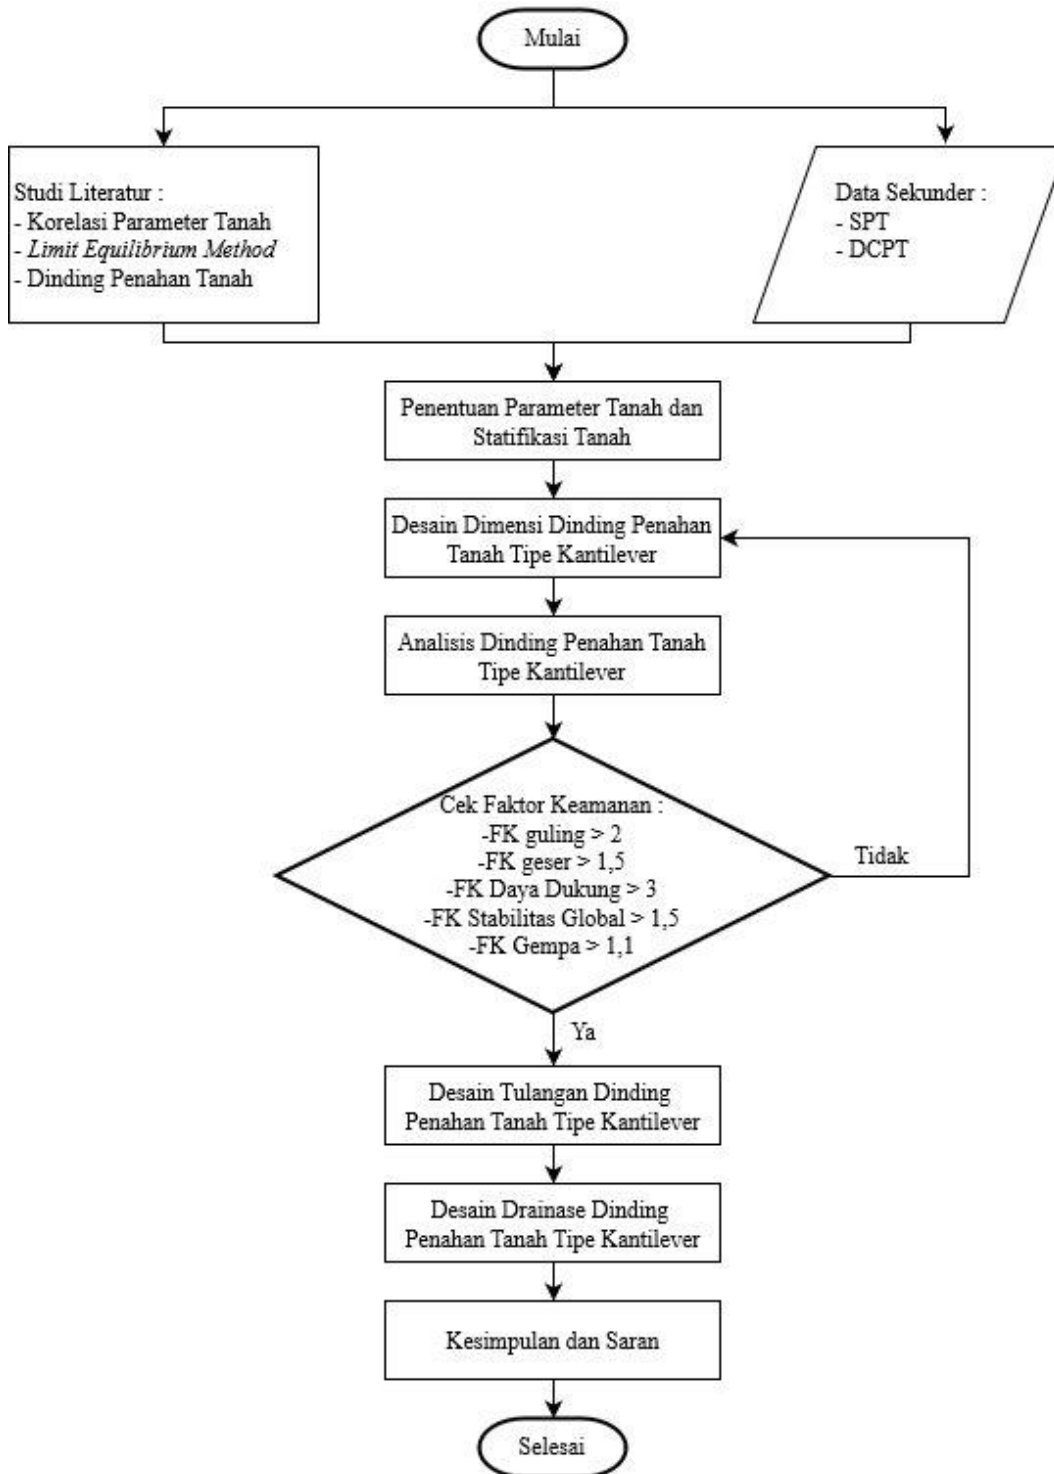 Mulai
Studi Literatur :
- Korelasi Parameter Tanah
- Limit Equilibrium Method
- Dinding Penahan Tanah
Data Sekunder :
- SPT
- DCPT
Penentuan Parameter Tanah dan
Statifikasi Tanah
Desain Dimensi Dinding Penahan
Tanah Tipe Kantilever
Analisis Dinding Penahan Tanah
Tipe Kantilever
Cek Faktor Keamanan :
-FK guling > 2
-FK geser > 1,5
-FK Daya Dukung > 3
-FK Stabilitas Global > 1,5
-FK Gempa > 1,1
Tidak
Ya
Desain Tulangan Dinding
Penahan Tanah Tipe Kantilever
Desain Drainase Dinding
Penahan Tanah Tipe Kantilever
Kesimpulan dan Saran
Selesai